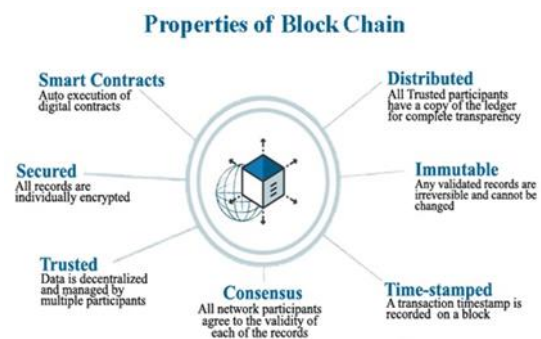 Properties of Block Chain
Smart Contracts
Auto execution of
digital contracts
Distributed
All Trusted participants
have a copy of the ledger
for complete transparency
Secured
All records are
individually encrypted
Immutable
Any validated records are
irreversible and cannot be
changed
Trusted
Data is decentralized
and managed by
multiple participants
Consensus
All network participants
agree to the validity of
each of the records
Time-stamped
A transaction timestamp is
recorded on a block